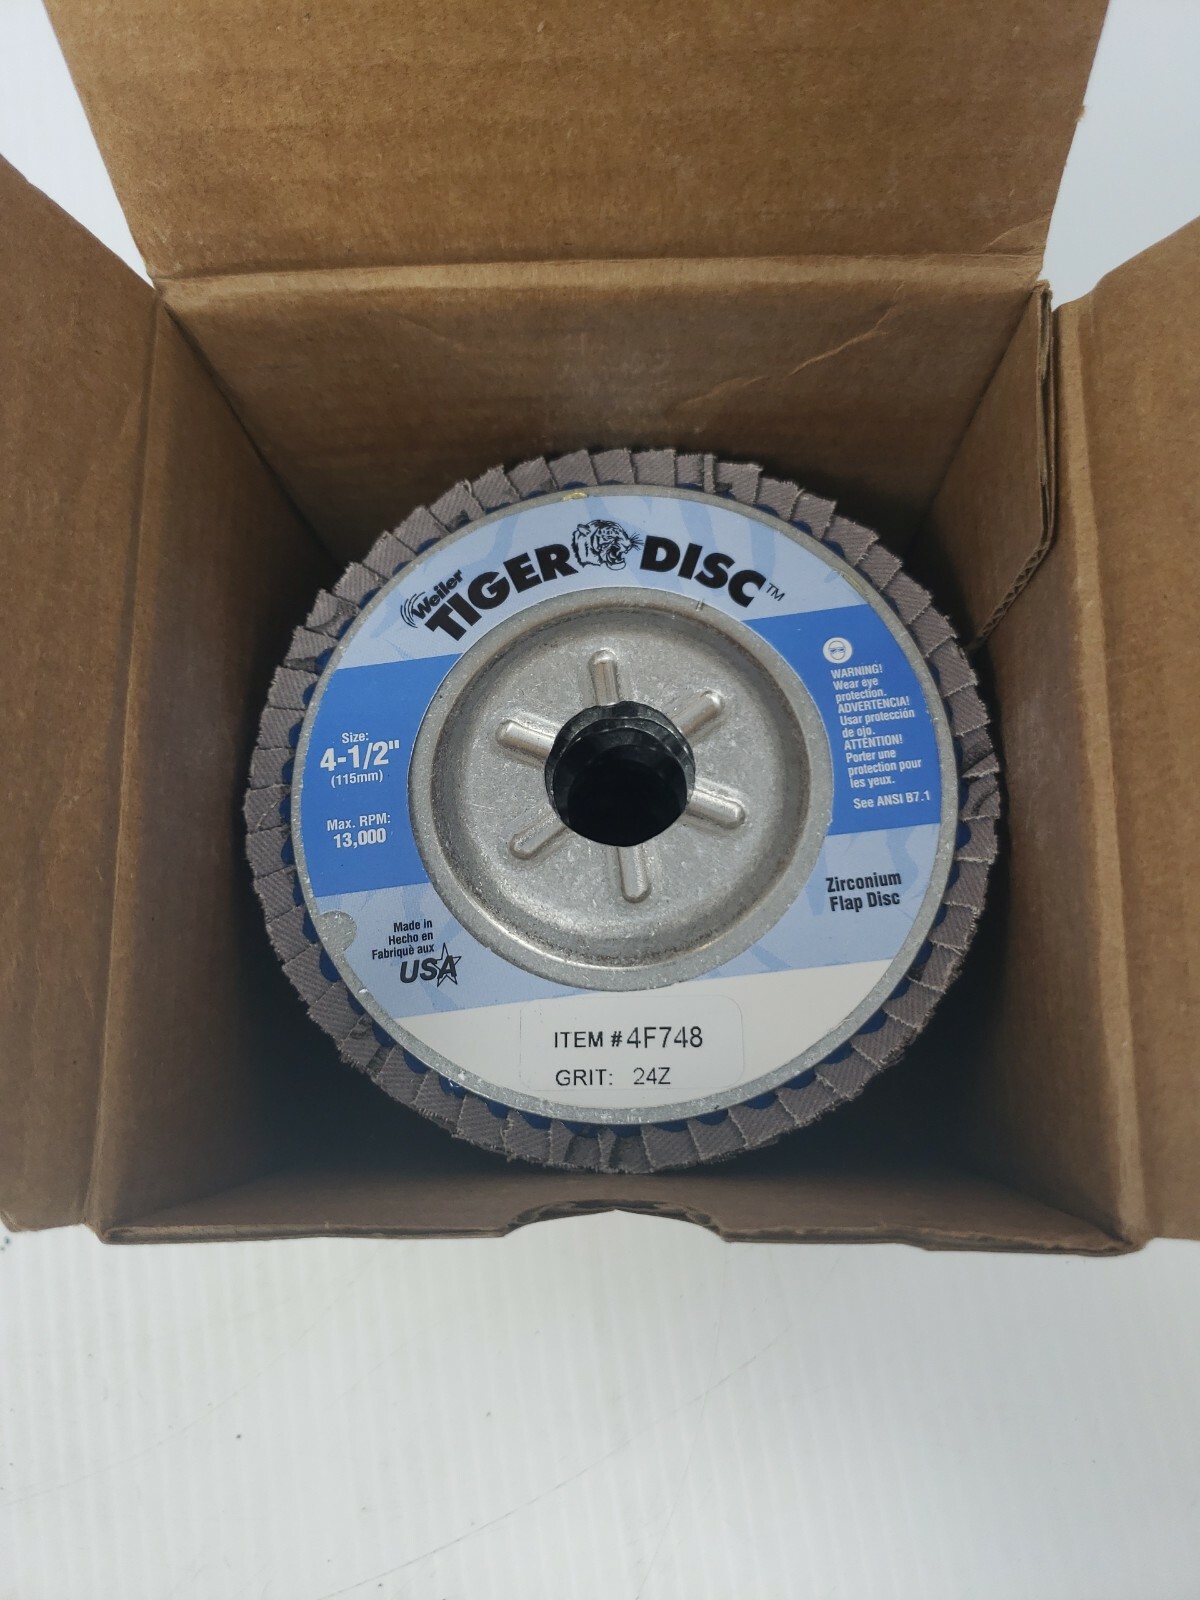 Weiler
TIGER DISC™
Size:
4-1/2"
(115mm)
Max. RPM:
13,000
WARNING!
Wear eye
protection.
ADVERTENCIA!
Usar protección
de ojo.
ATTENTION!
Porter une
protection pour
les yeux.
See ANSI B7.1
Zirconium
Flap Disc
Made in
Hecho en
Fabriqué aux
USA
ITEM #4F748
GRIT: 24Z